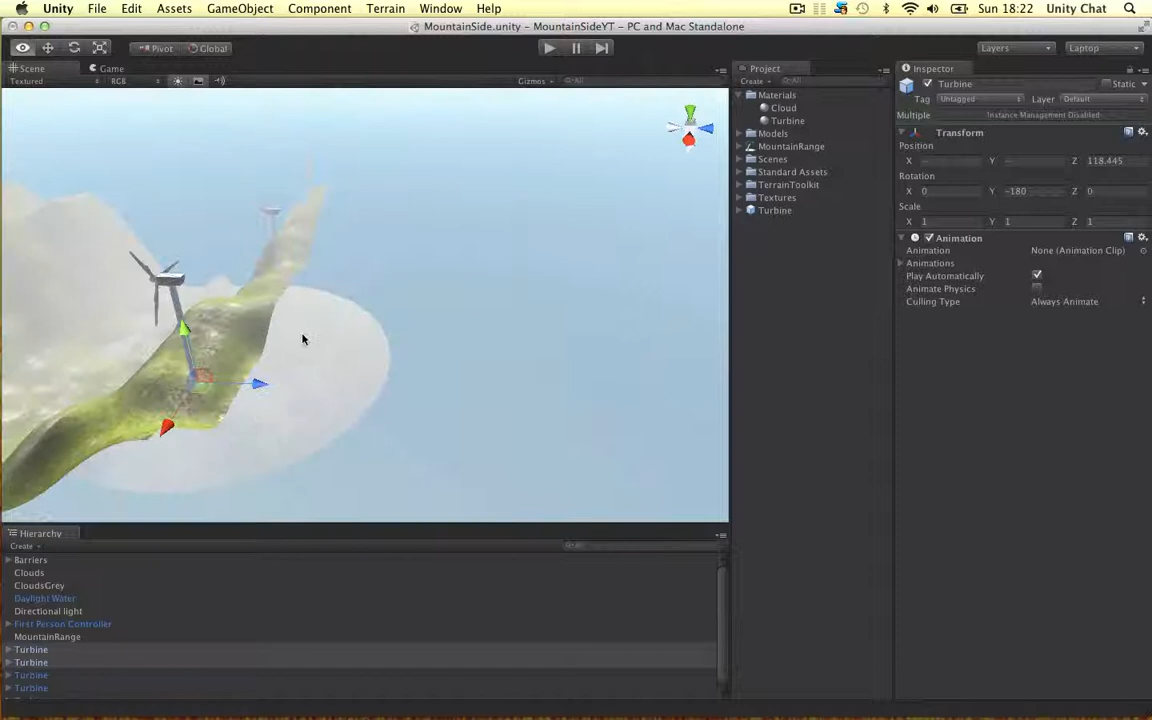 Unity File Edit Assets GameObject Component Terrain Window Help Sun 18:22 Unity Chat
MountainSide.unity - MountainSideYT - PC and Mac Standalone
Pivot Global Layers Laptop
Scene Game Project Inspector
Textured RGB Gizmos All Create All
Turbine Static
Tag Untagged Layer Default
Multiple Instance Management Disabled
Transform
Position
X - Y - Z 118.445
Rotation
X 0 Y -180 Z 0
Scale
X 1 Y 1 Z 1
Animation
Animation None (Animation Clip)
Animations
Play Automatically
Animate Physics
Culling Type Always Animate
Materials
Cloud
Turbine
Models
MountainRange
Scenes
Standard Assets
TerrainToolkit
Textures
Turbine
Hierarchy
Create All
Barriers
Clouds
CloudsGrey
Daylight Water
Directional light
First Person Controller
MountainRange
Turbine
Turbine
Turbine
Turbine